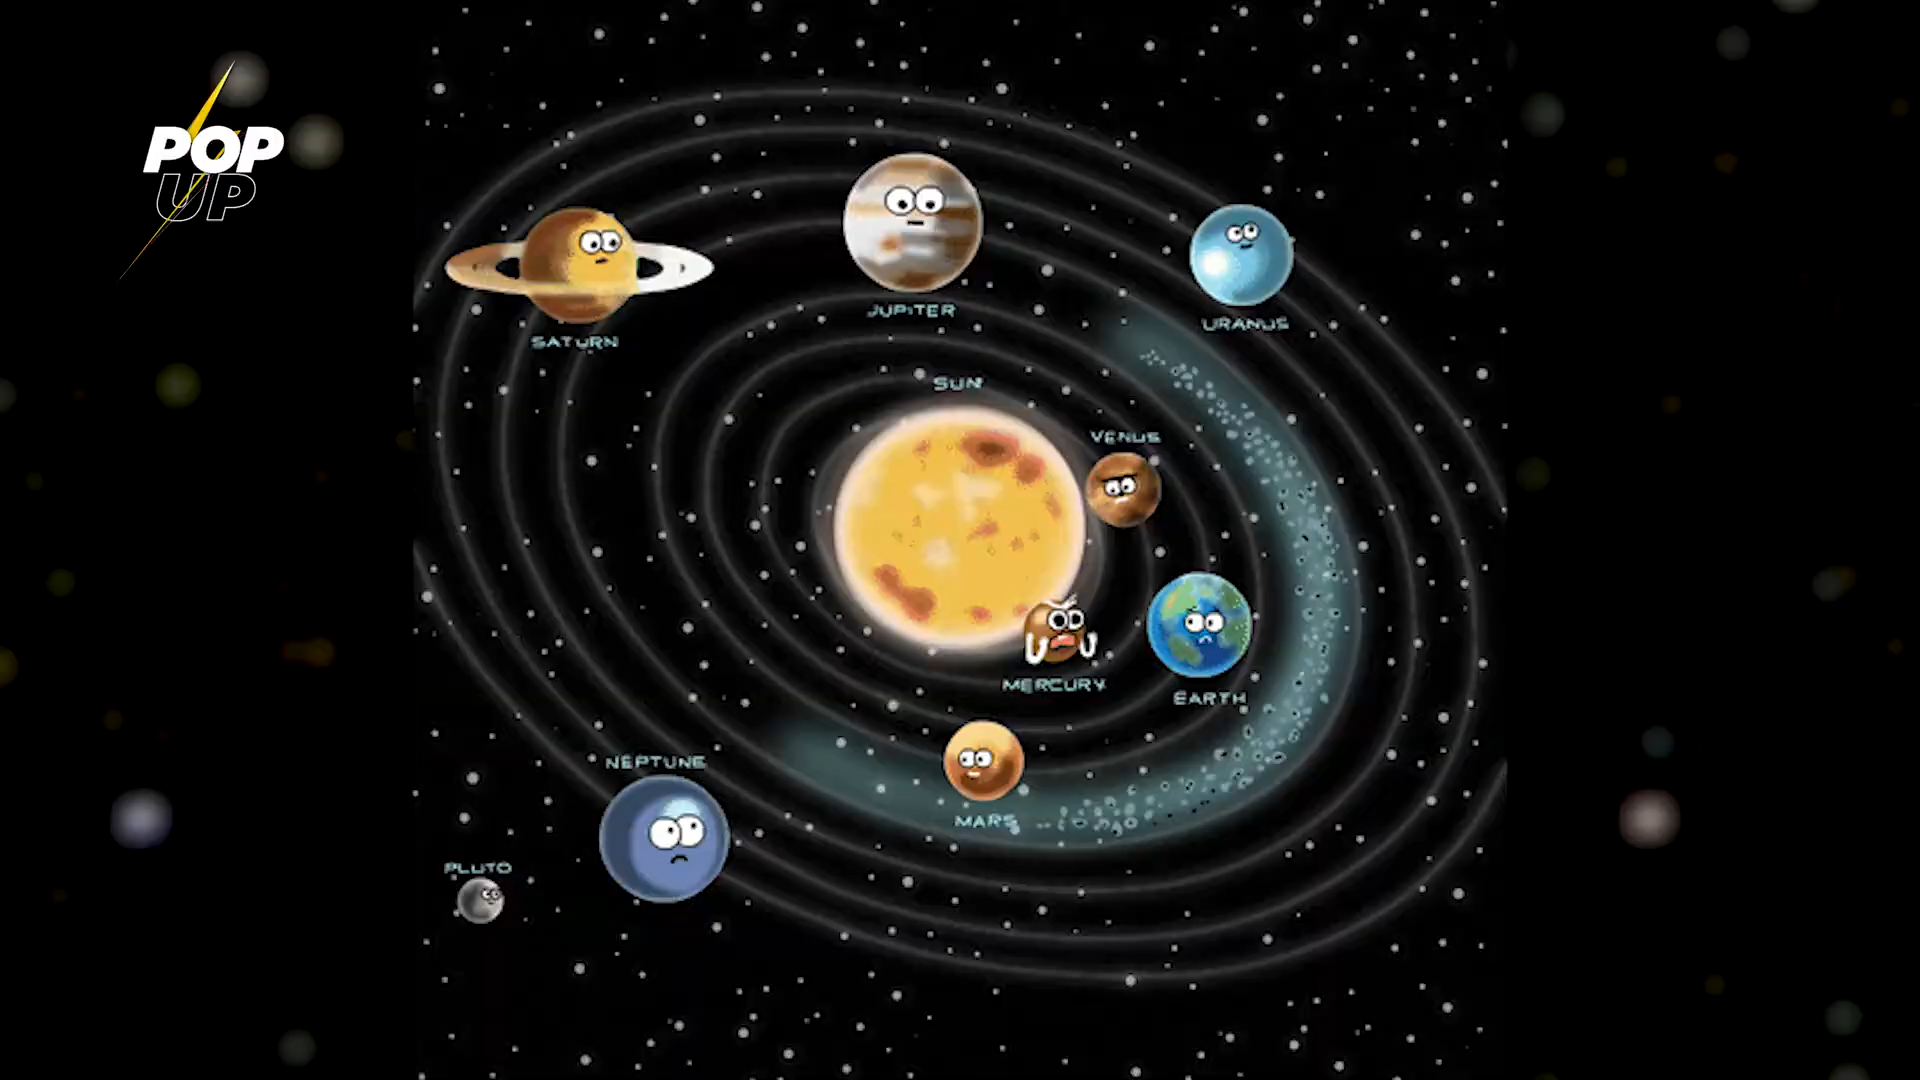 POP
UP
JUPITER
URANUS
SATURN
SUN
VENUS
MERCURY
EARTH
NEPTUNE
MARS
PLUTO